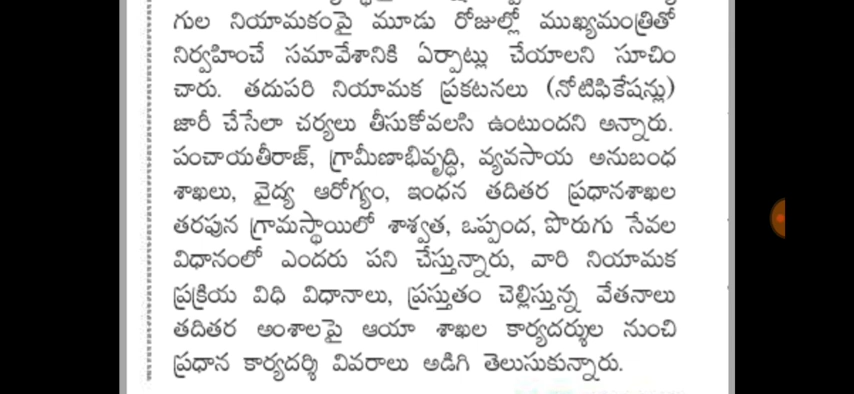 గుల నియామకంపై మూడు రోజుల్లో ముఖ్యమంత్రితో
నిర్వహించే సమావేశానికి ఏర్పాట్లు చేయాలని సూచిం
చారు. తదుపరి నియామక ప్రకటనలు (నోటిఫికేషన్లు)
జారీ చేసేలా చర్యలు తీసుకోవలసి ఉంటుందని అన్నారు.
పంచాయతీరాజ్, గ్రామీణాభివృద్ధి, వ్యవసాయ అనుబంధ
శాఖలు, వైద్య ఆరోగ్యం, ఇంధన తదితర ప్రధానశాఖల
తరపున గ్రామస్థాయిలో శాశ్వత, ఒప్పంద, పొరుగు సేవల
విధానంలో ఎందరు పని చేస్తున్నారు, వారి నియామక
ప్రక్రియ విధి విధానాలు, ప్రస్తుతం చెల్లిస్తున్న వేతనాలు
తదితర అంశాలపై ఆయా శాఖల కార్యదర్శుల నుంచి
ప్రధాన కార్యదర్శి వివరాలు అడిగి తెలుసుకున్నారు.